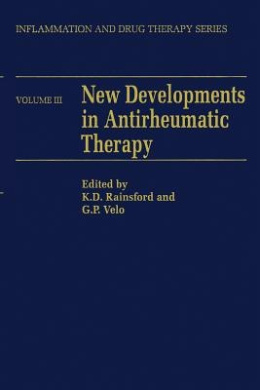 INFLAMMATION AND DRUG THERAPY SERIES
VOLUME III
New Developments
in Antirheumatic
Therapy
Edited by
K.D. Rainsford and
G.P. Velo